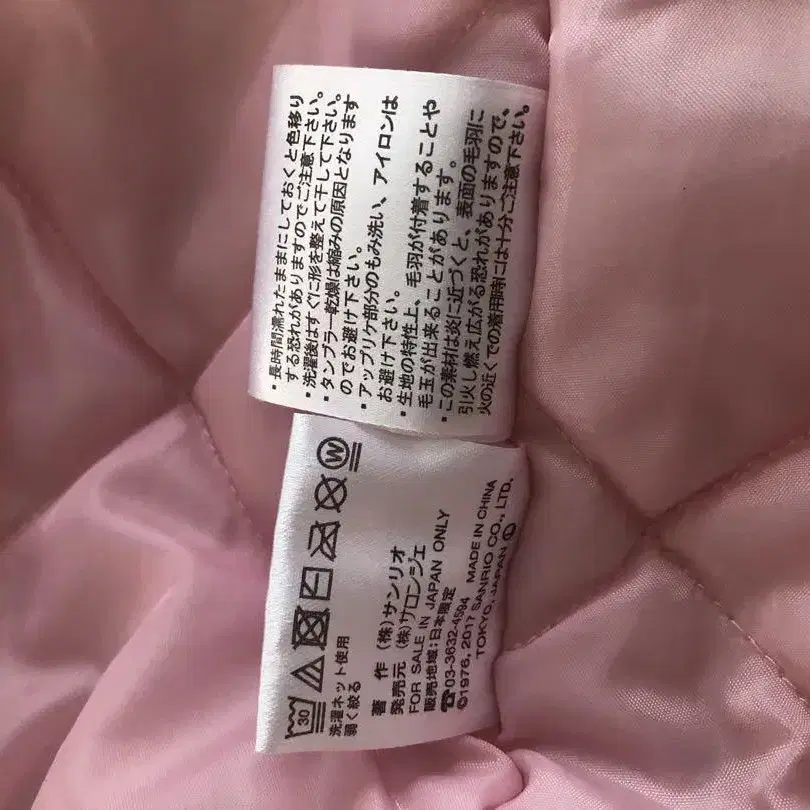 ・長時間濡れたままにしておくと色移り
する恐れがありますのでご注意下さい。
・洗濯後はすぐに形を整えて干して下さい。
・タンブラー乾燥は縮みの原因となります
のでお避け下さい。
・アップリケ部分のもみ洗い、アイロンは
お避け下さい。
・生地の特性上、毛羽が付着することや
毛玉が出来ることがあります。
・この素材は炎に近づくと、表面の毛羽に
引火し燃え広がる恐れがありますので、
火の近くでの着用時には十分ご注意下さい。
30
W
洗濯ネット使用
弱く絞る
著 作 (株)サンリオ
発売元 (株)サロンジェ
FOR SALE IN JAPAN ONLY
販売地域:日本限定
☎03-3632-4594 MADE IN CHINA
©1976, 2017 SANRIO CO., LTD.
TOKYO, JAPAN Ⓛ